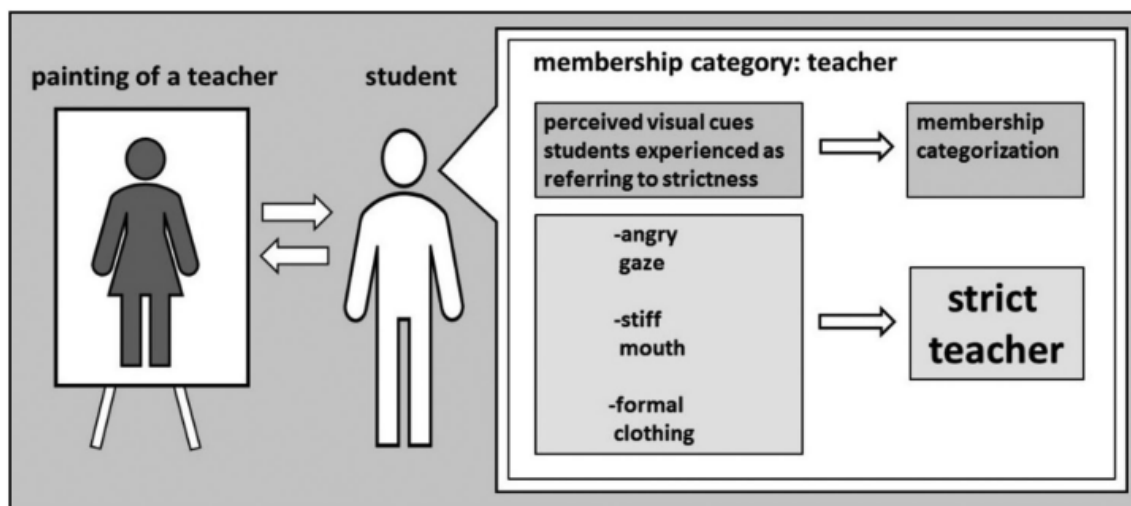 painting of a teacher
student
membership category: teacher
perceived visual cues
students experienced as
referring to strictness
membership
categorization
-angry
gaze
-stiff
mouth
-formal
clothing
strict
teacher